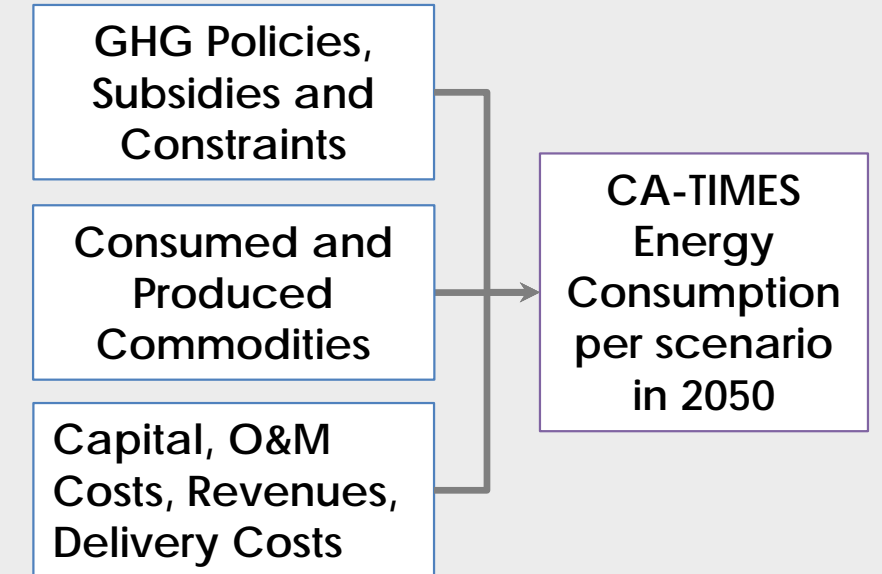 GHG Policies,
Subsidies and
Constraints
Consumed and
Produced
Commodities
Capital, O&M
Costs, Revenues,
Delivery Costs
CA-TIMES
Energy
Consumption
per scenario
in 2050